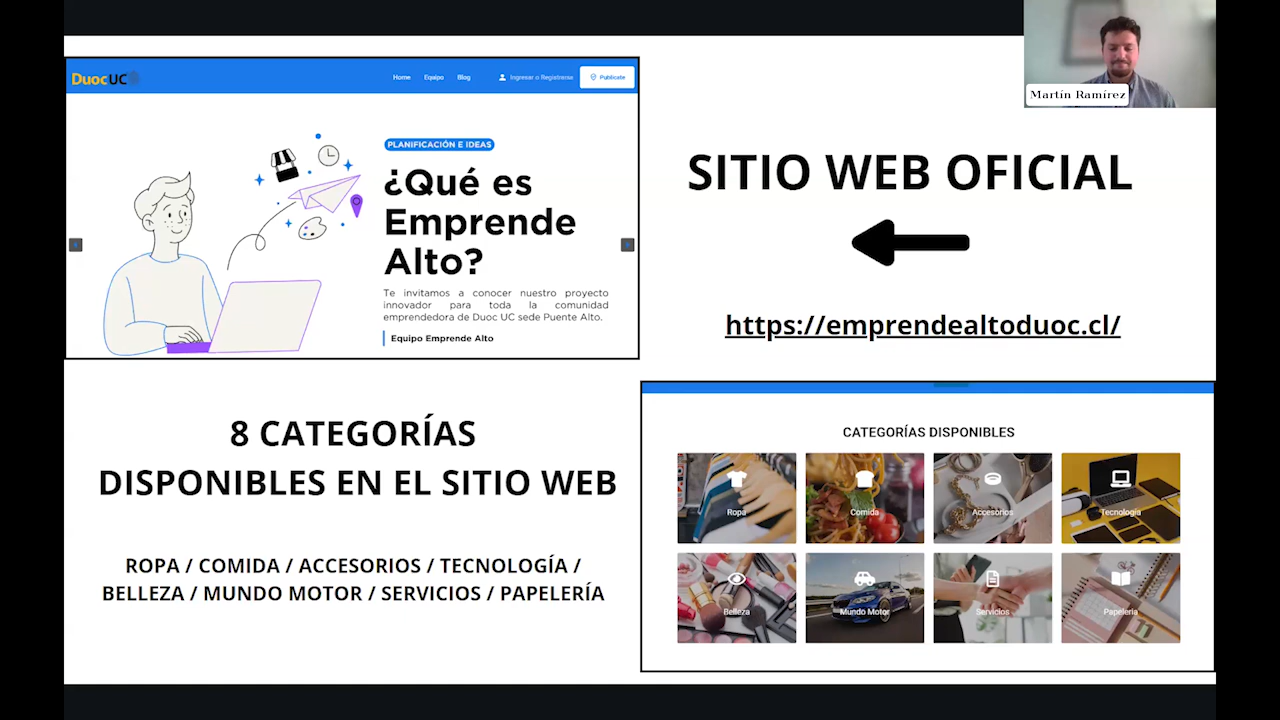 Martín Ramírez
DuocUC
Home Equipo Blog Ingresar o Registrarse Publicate
PLANIFICACIÓN E IDEAS
¿Qué es
Emprende
Alto?
Te invitamos a conocer nuestro proyecto
innovador para toda la comunidad
emprendedora de Duoc UC sede Puente Alto.
Equipo Emprende Alto
SITIO WEB OFICIAL
https://emprendealtoduoc.cl/
8 CATEGORÍAS
DISPONIBLES EN EL SITIO WEB
ROPA / COMIDA / ACCESORIOS / TECNOLOGÍA /
BELLEZA / MUNDO MOTOR / SERVICIOS / PAPELERÍA
CATEGORÍAS DISPONIBLES
Ropa Comida Accesorios Tecnología
Belleza Mundo Motor Servicios Papelería